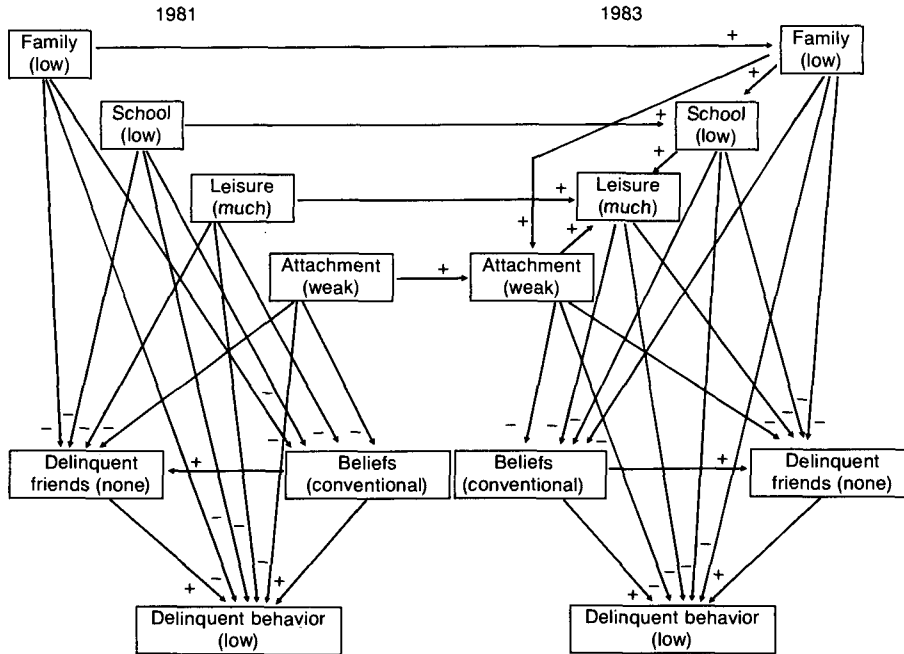 1981
1983
Family
(low)
+
Family
(low)
+
School
(low)
+
School
(low)
+
+
Leisure
(much)
+
Leisure
(much)
+
+
Attachment
(weak)
+
Attachment
(weak)
− − − −
− − − −
− − − −
− − − −
Delinquent
friends (none)
+
Beliefs
(conventional)
Beliefs
(conventional)
+
Delinquent
friends (none)
− − − −
+ +
− − − −
+ +
Delinquent behavior
(low)
Delinquent behavior
(low)